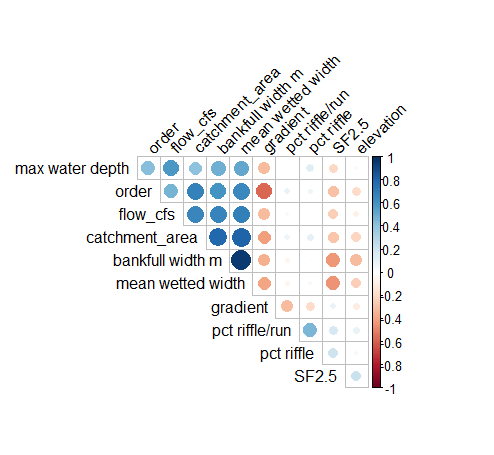 order
flow_cfs
catchment_area
bankfull width m
mean wetted width
gradient
pct riffle/run
pct riffle
SF2.5
elevation
max water depth
order
flow_cfs
catchment_area
bankfull width m
mean wetted width
gradient
pct riffle/run
pct riffle
SF2.5
1
0.8
0.6
0.4
0.2
0
-0.2
-0.4
-0.6
-0.8
-1